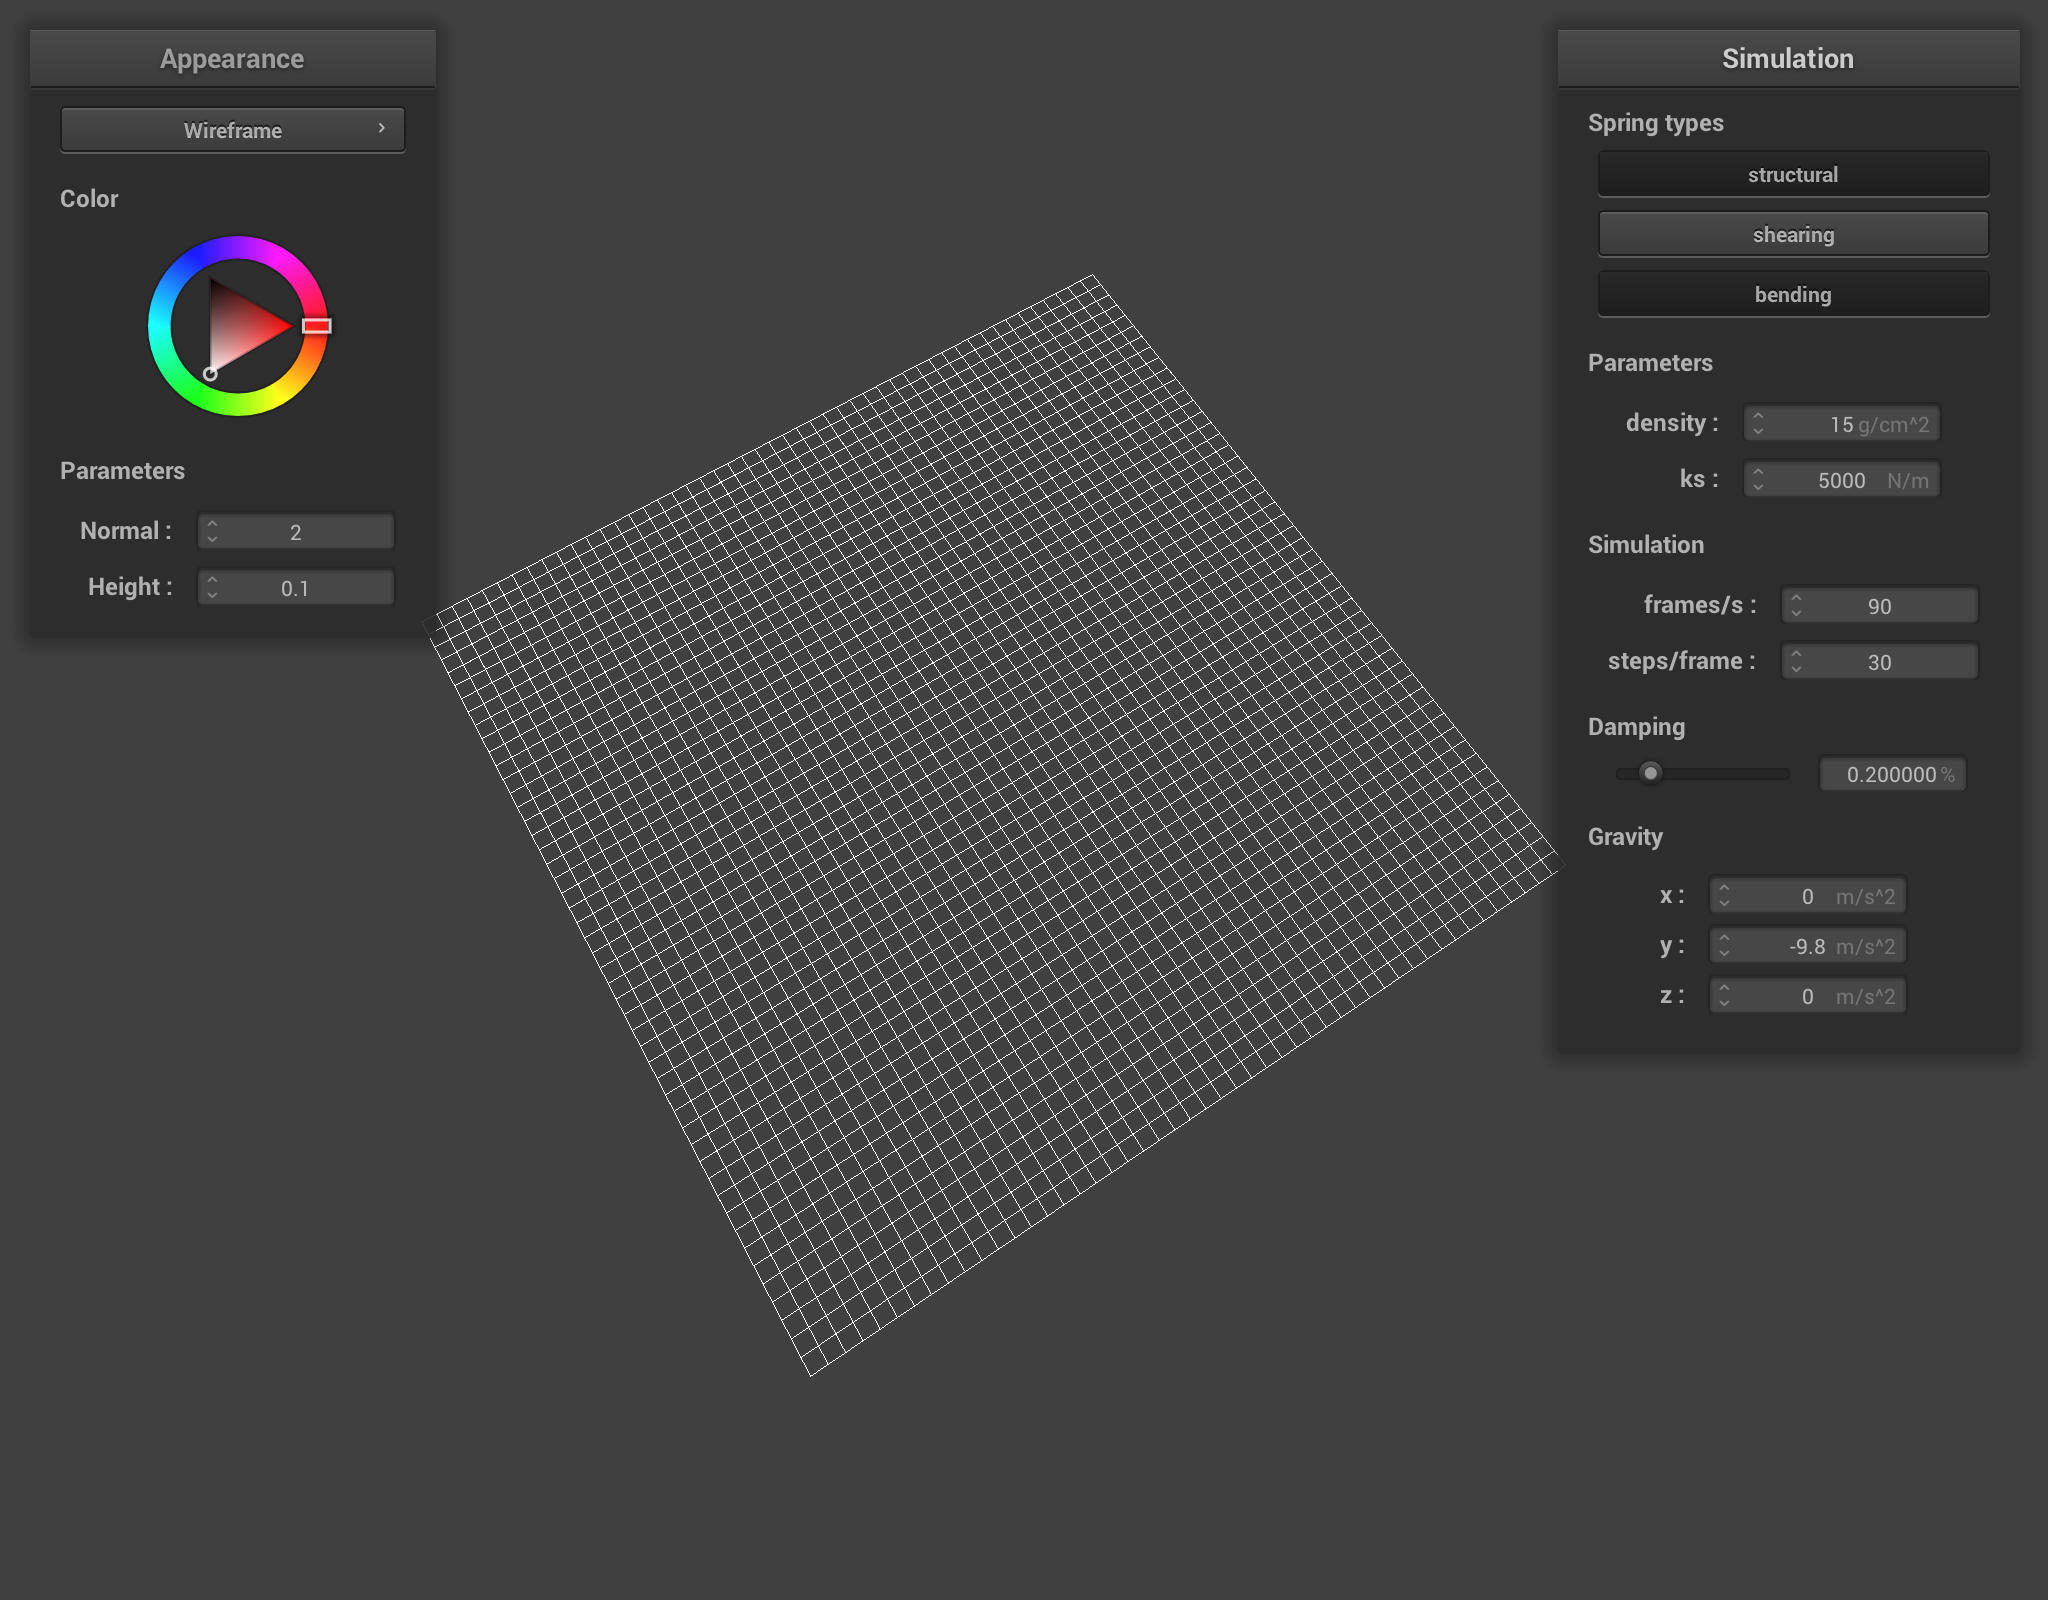 Appearance
Wireframe
Color
Parameters
Normal : 2
Height : 0.1
Simulation
Spring types
structural
shearing
bending
Parameters
density : 15 g/cm^2
ks : 5000 N/m
Simulation
frames/s : 90
steps/frame : 30
Damping
0.200000 %
Gravity
x : 0 m/s^2
y : -9.8 m/s^2
z : 0 m/s^2